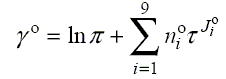 γ° = ln π + ∑_{i=1}^{9} n_i° τ^{J_i°}